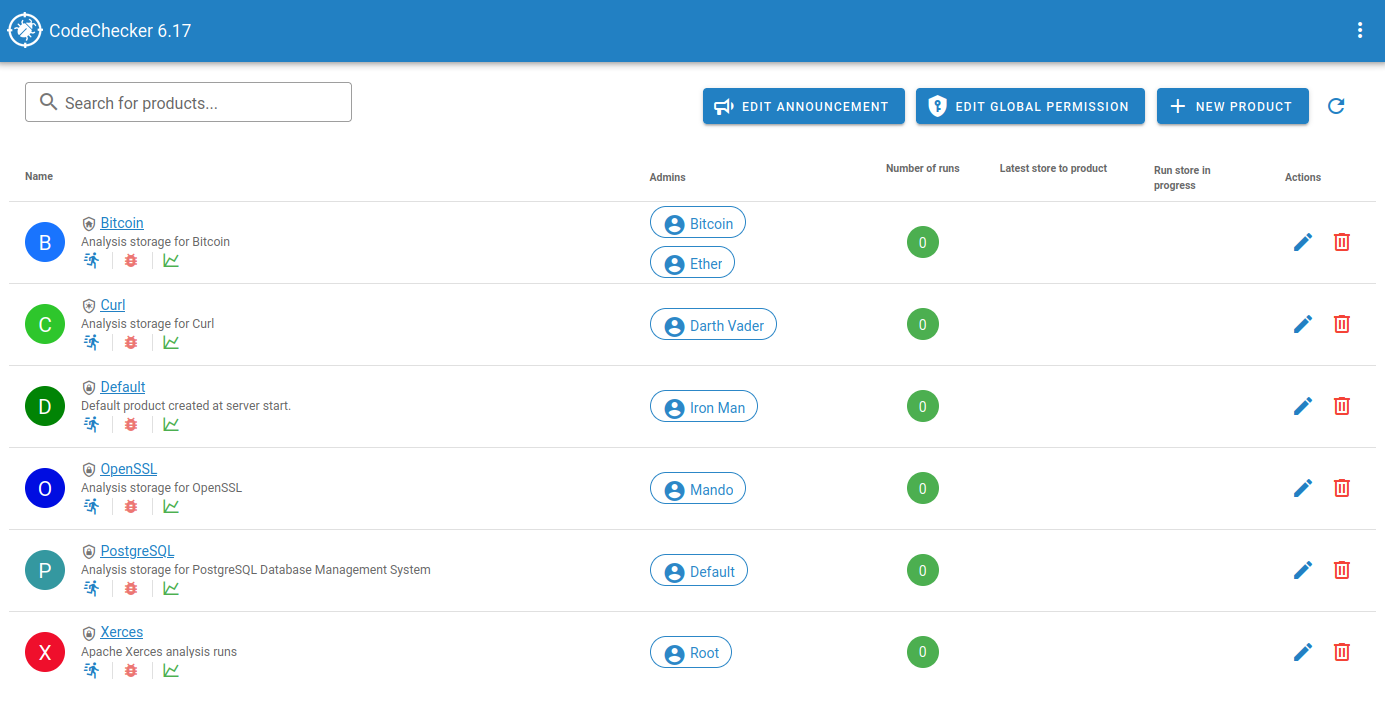 CodeChecker 6.17
Search for products...
EDIT ANNOUNCEMENT
EDIT GLOBAL PERMISSION
NEW PRODUCT
Name
Admins
Number of runs
Latest store to product
Run store in
progress
Actions
B
Bitcoin
Analysis storage for Bitcoin
Bitcoin
Ether
0
C
Curl
Analysis storage for Curl
Darth Vader
0
D
Default
Default product created at server start.
Iron Man
0
O
OpenSSL
Analysis storage for OpenSSL
Mando
0
P
PostgreSQL
Analysis storage for PostgreSQL Database Management System
Default
0
X
Xerces
Apache Xerces analysis runs
Root
0